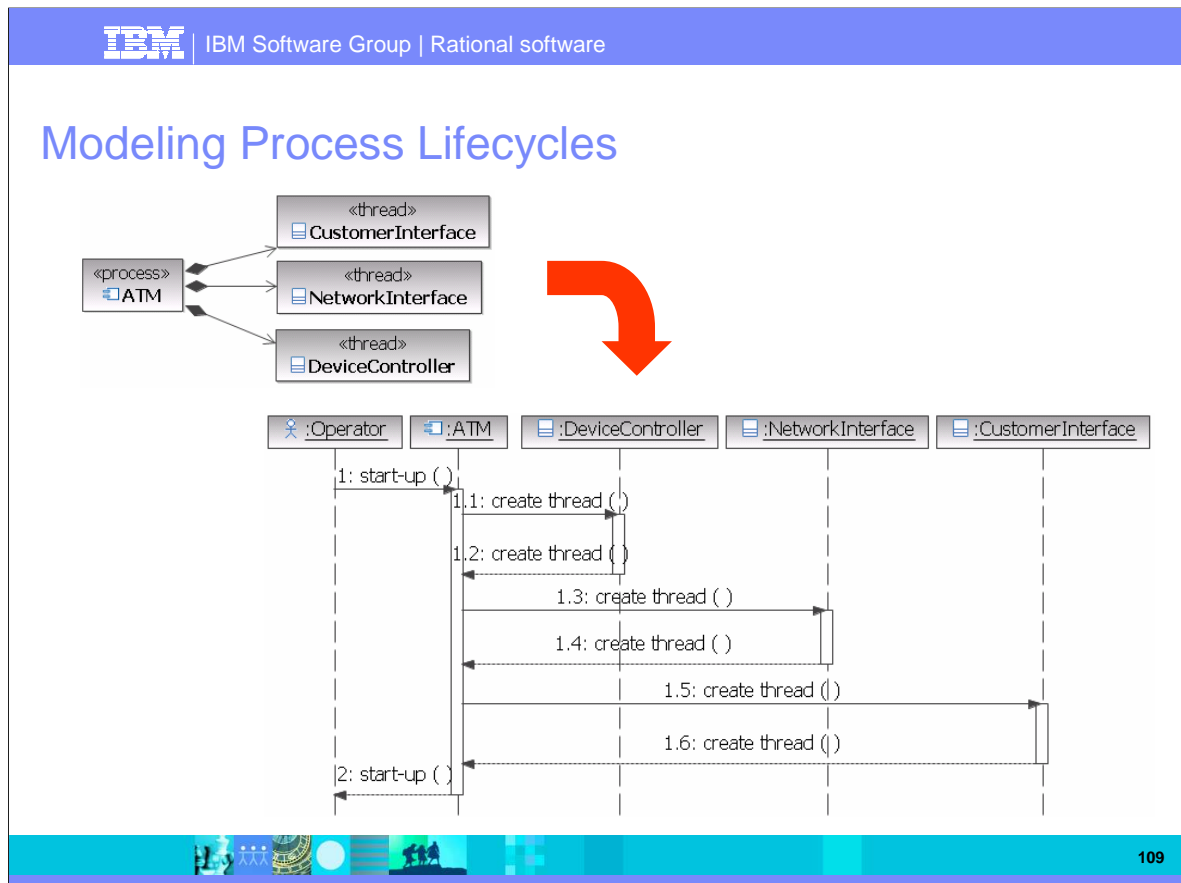 IBM | IBM Software Group | Rational software
Modeling Process Lifecycles
«thread»
CustomerInterface
«process»
ATM
«thread»
NetworkInterface
«thread»
DeviceController
:Operator
:ATM
:DeviceController
:NetworkInterface
:CustomerInterface
1: start-up ( )
1.1: create thread ( )
1.2: create thread ( )
1.3: create thread ( )
1.4: create thread ( )
1.5: create thread ( )
1.6: create thread ( )
2: start-up ( )
109